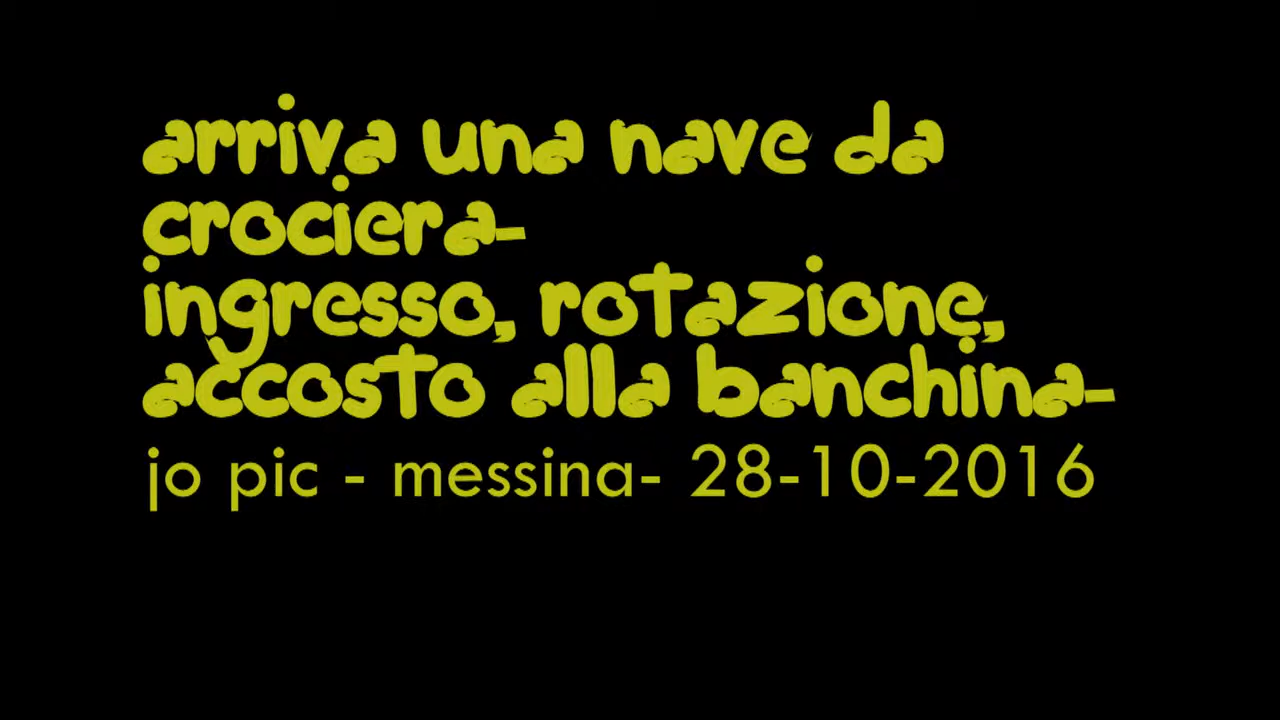 arriva una nave da
crociera-
ingresso, rotazione,
accosto alla banchina-
jo pic - messina- 28-10-2016